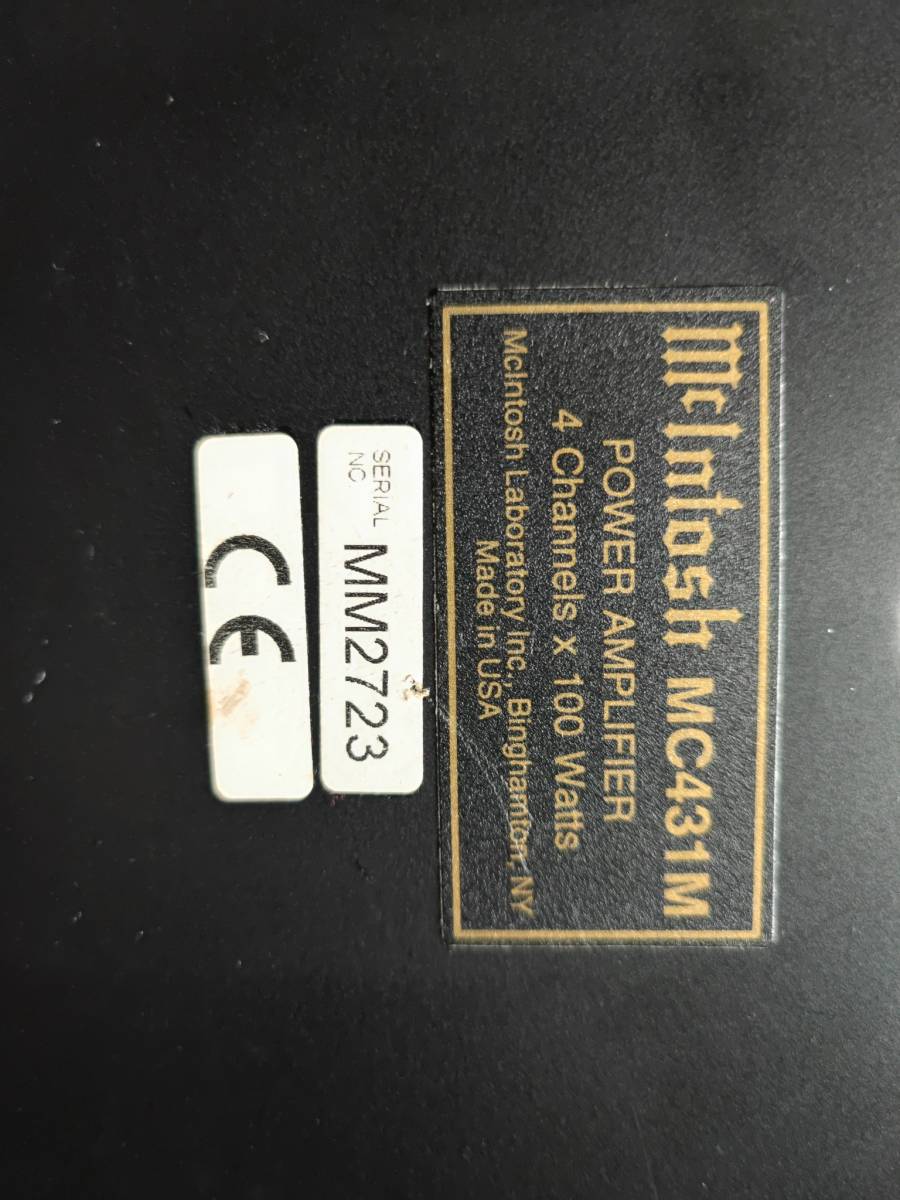 McIntosh MC431M
POWER AMPLIFIER
4 Channels x 100 Watts
McIntosh Laboratory Inc., Binghamton, NY
Made in USA
SERIAL
NO
MM2723
CE